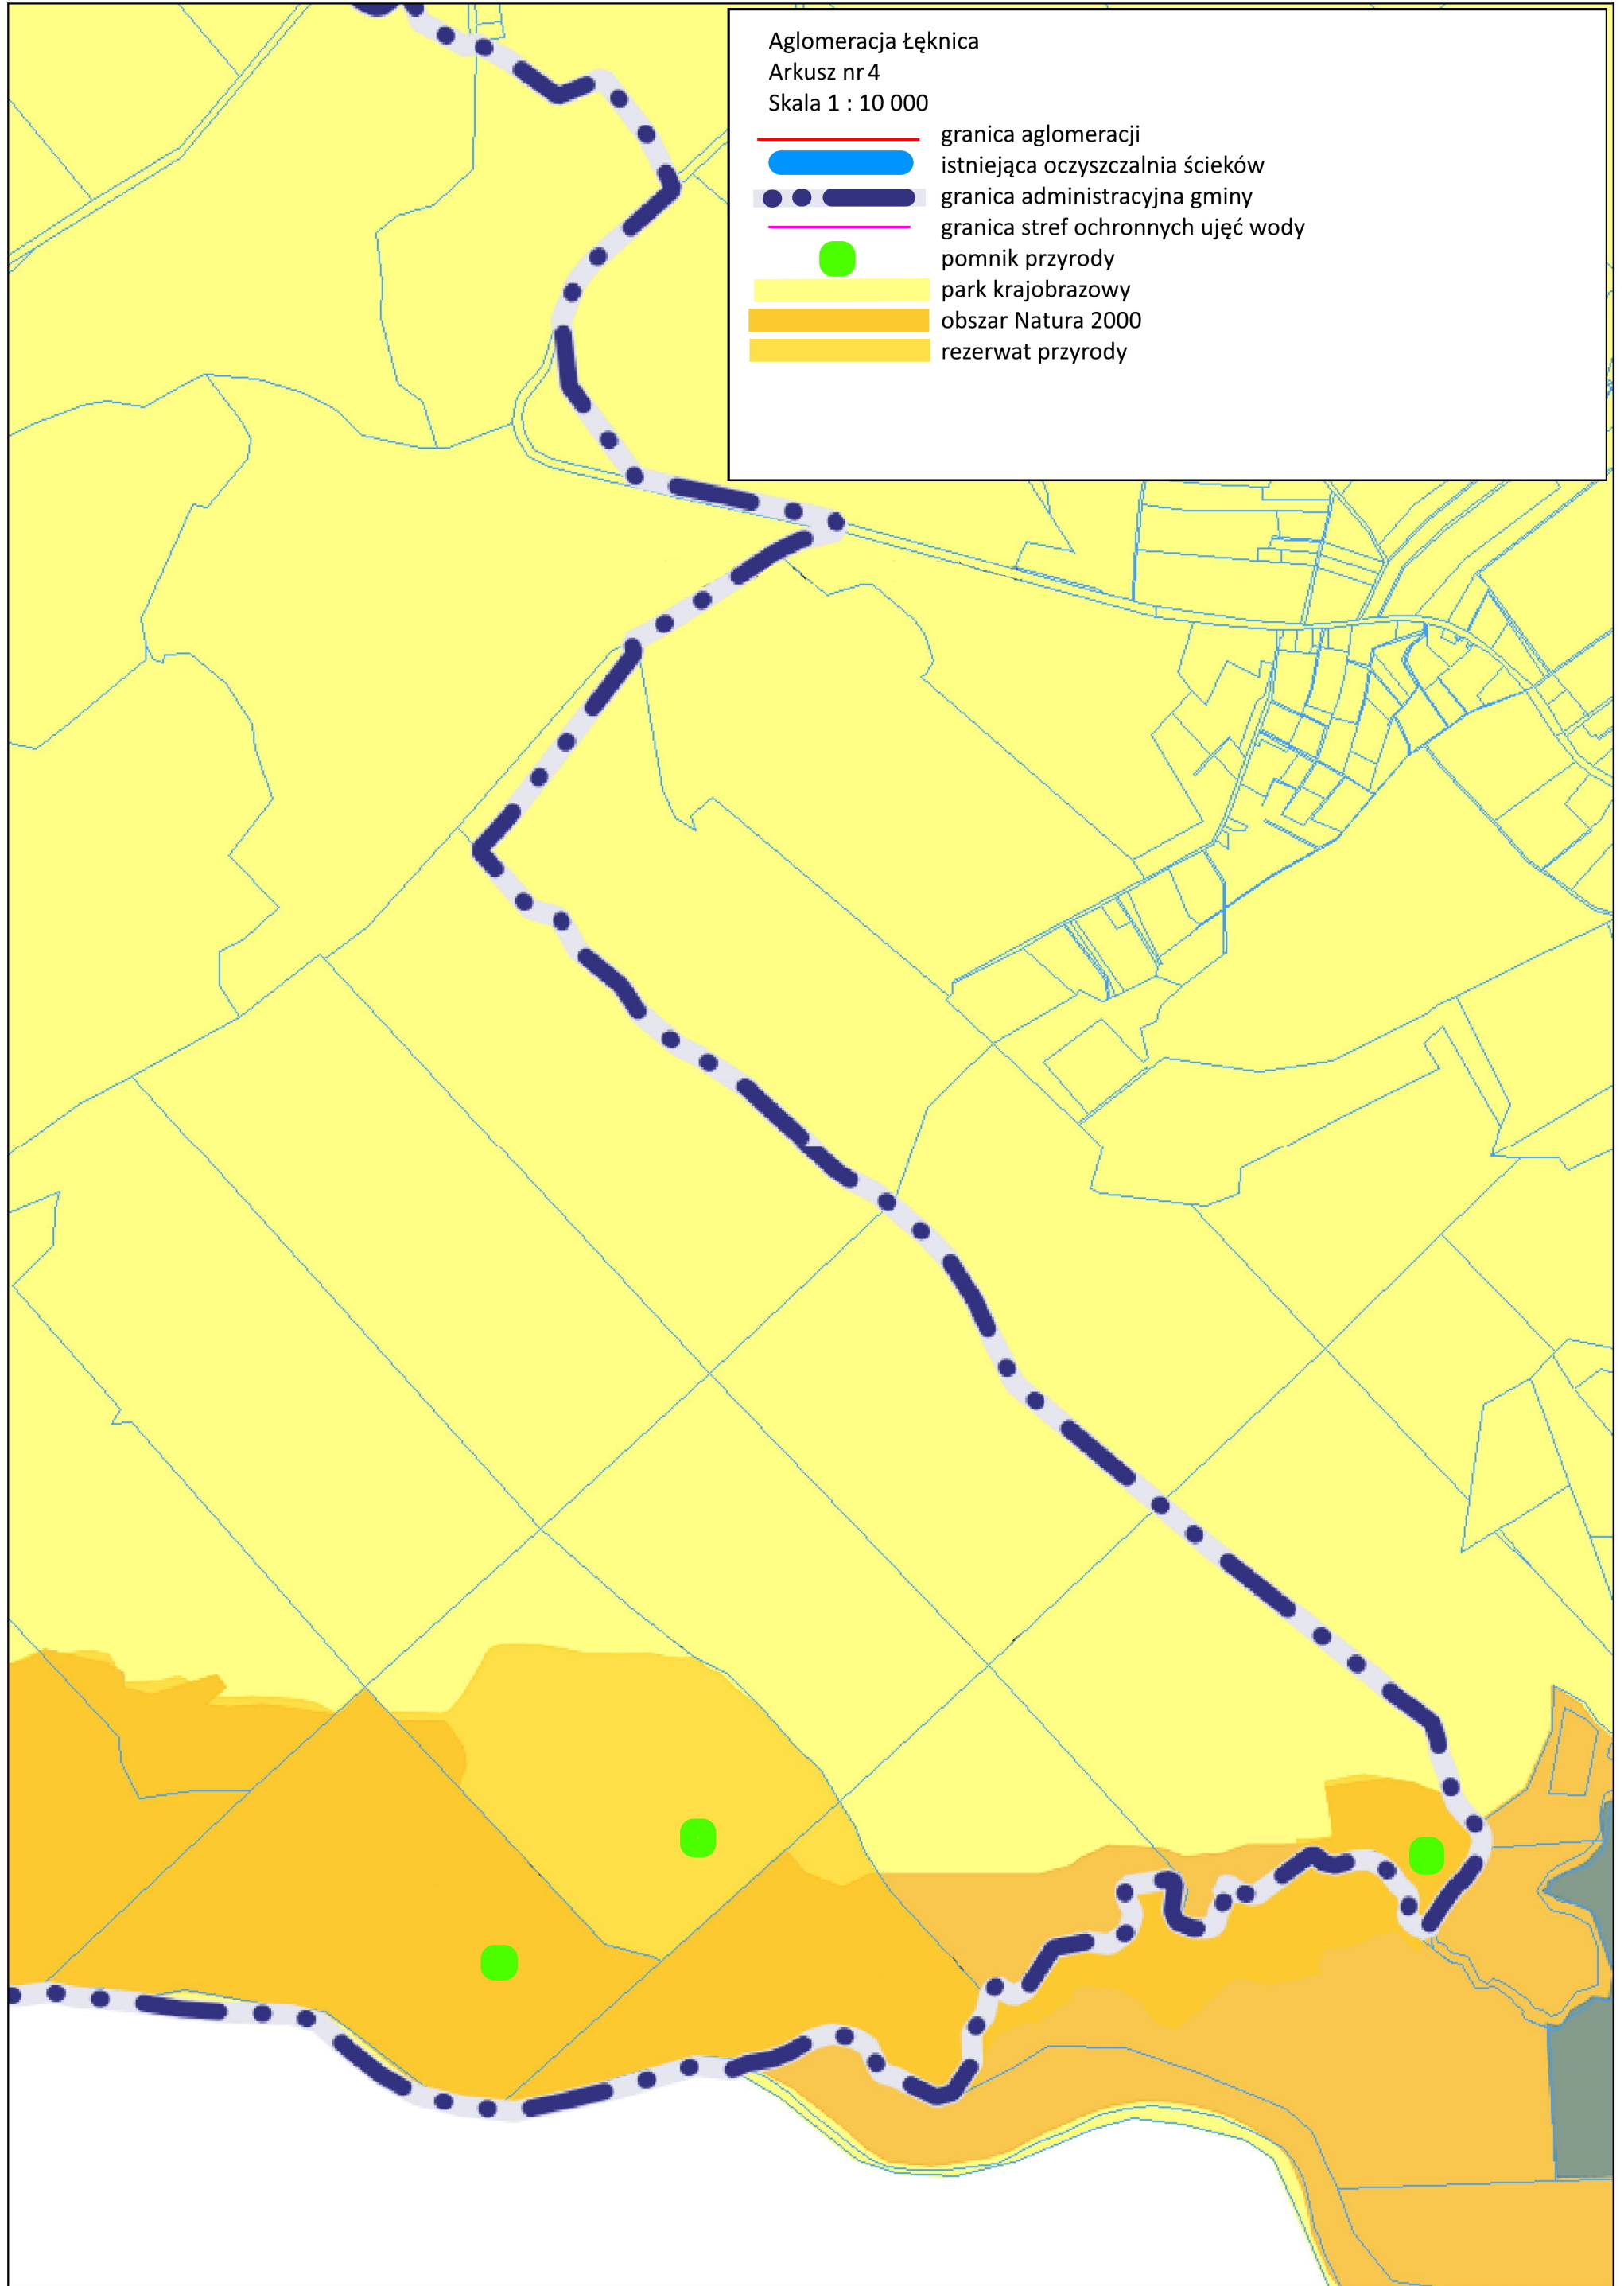 Aglomeracja Łęknica
Arkusz nr 4
Skala 1 : 10 000
granica aglomeracji
istniejąca oczyszczalnia ścieków
granica administracyjna gminy
granica stref ochronnych ujęć wody
pomnik przyrody
park krajobrazowy
obszar Natura 2000
rezerwat przyrody